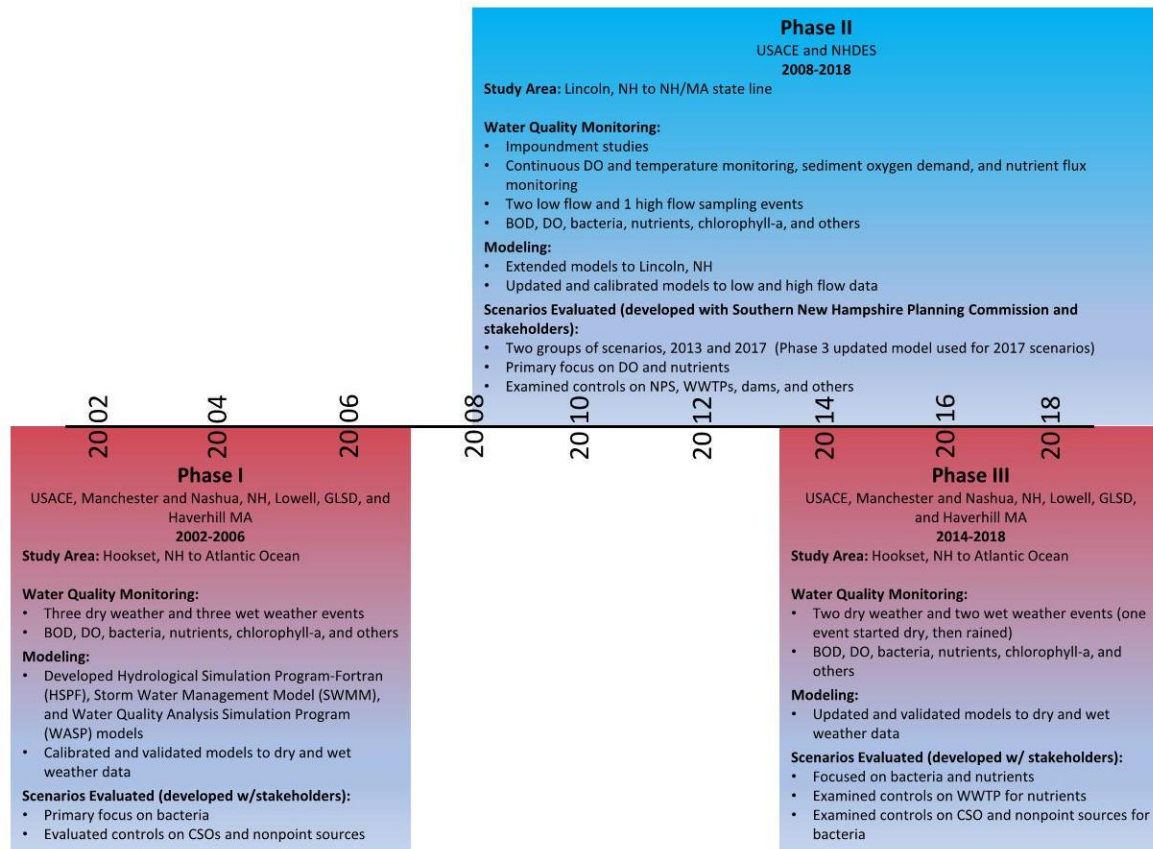 Phase II
USACE and NHDES
2008-2018
Study Area: Lincoln, NH to NH/MA state line
Water Quality Monitoring:
• Impoundment studies
• Continuous DO and temperature monitoring, sediment oxygen demand, and nutrient flux
monitoring
• Two low flow and 1 high flow sampling events
• BOD, DO, bacteria, nutrients, chlorophyll-a, and others
Modeling:
• Extended models to Lincoln, NH
• Updated and calibrated models to low and high flow data
Scenarios Evaluated (developed with Southern New Hampshire Planning Commission and
stakeholders):
• Two groups of scenarios, 2013 and 2017 (Phase 3 updated model used for 2017 scenarios)
• Primary focus on DO and nutrients
• Examined controls on NPS, WWTPs, dams, and others
2002
2004
2006
2008
2010
2012
2014
2016
2018
Phase I
USACE, Manchester and Nashua, NH, Lowell, GLSD, and
Haverhill MA
2002-2006
Study Area: Hookset, NH to Atlantic Ocean
Water Quality Monitoring:
• Three dry weather and three wet weather events
• BOD, DO, bacteria, nutrients, chlorophyll-a, and others
Modeling:
• Developed Hydrological Simulation Program-Fortran
(HSPF), Storm Water Management Model (SWMM),
and Water Quality Analysis Simulation Program
(WASP) models
• Calibrated and validated models to dry and wet
weather data
Scenarios Evaluated (developed w/stakeholders):
• Primary focus on bacteria
• Evaluated controls on CSOs and nonpoint sources
Phase III
USACE, Manchester and Nashua, NH, Lowell, GLSD,
and Haverhill MA
2014-2018
Study Area: Hookset, NH to Atlantic Ocean
Water Quality Monitoring:
• Two dry weather and two wet weather events (one
event started dry, then rained)
• BOD, DO, bacteria, nutrients, chlorophyll-a, and
others
Modeling:
• Updated and validated models to dry and wet
weather data
Scenarios Evaluated (developed w/ stakeholders):
• Focused on bacteria and nutrients
• Examined controls on WWTP for nutrients
• Examined controls on CSO and nonpoint sources for
bacteria